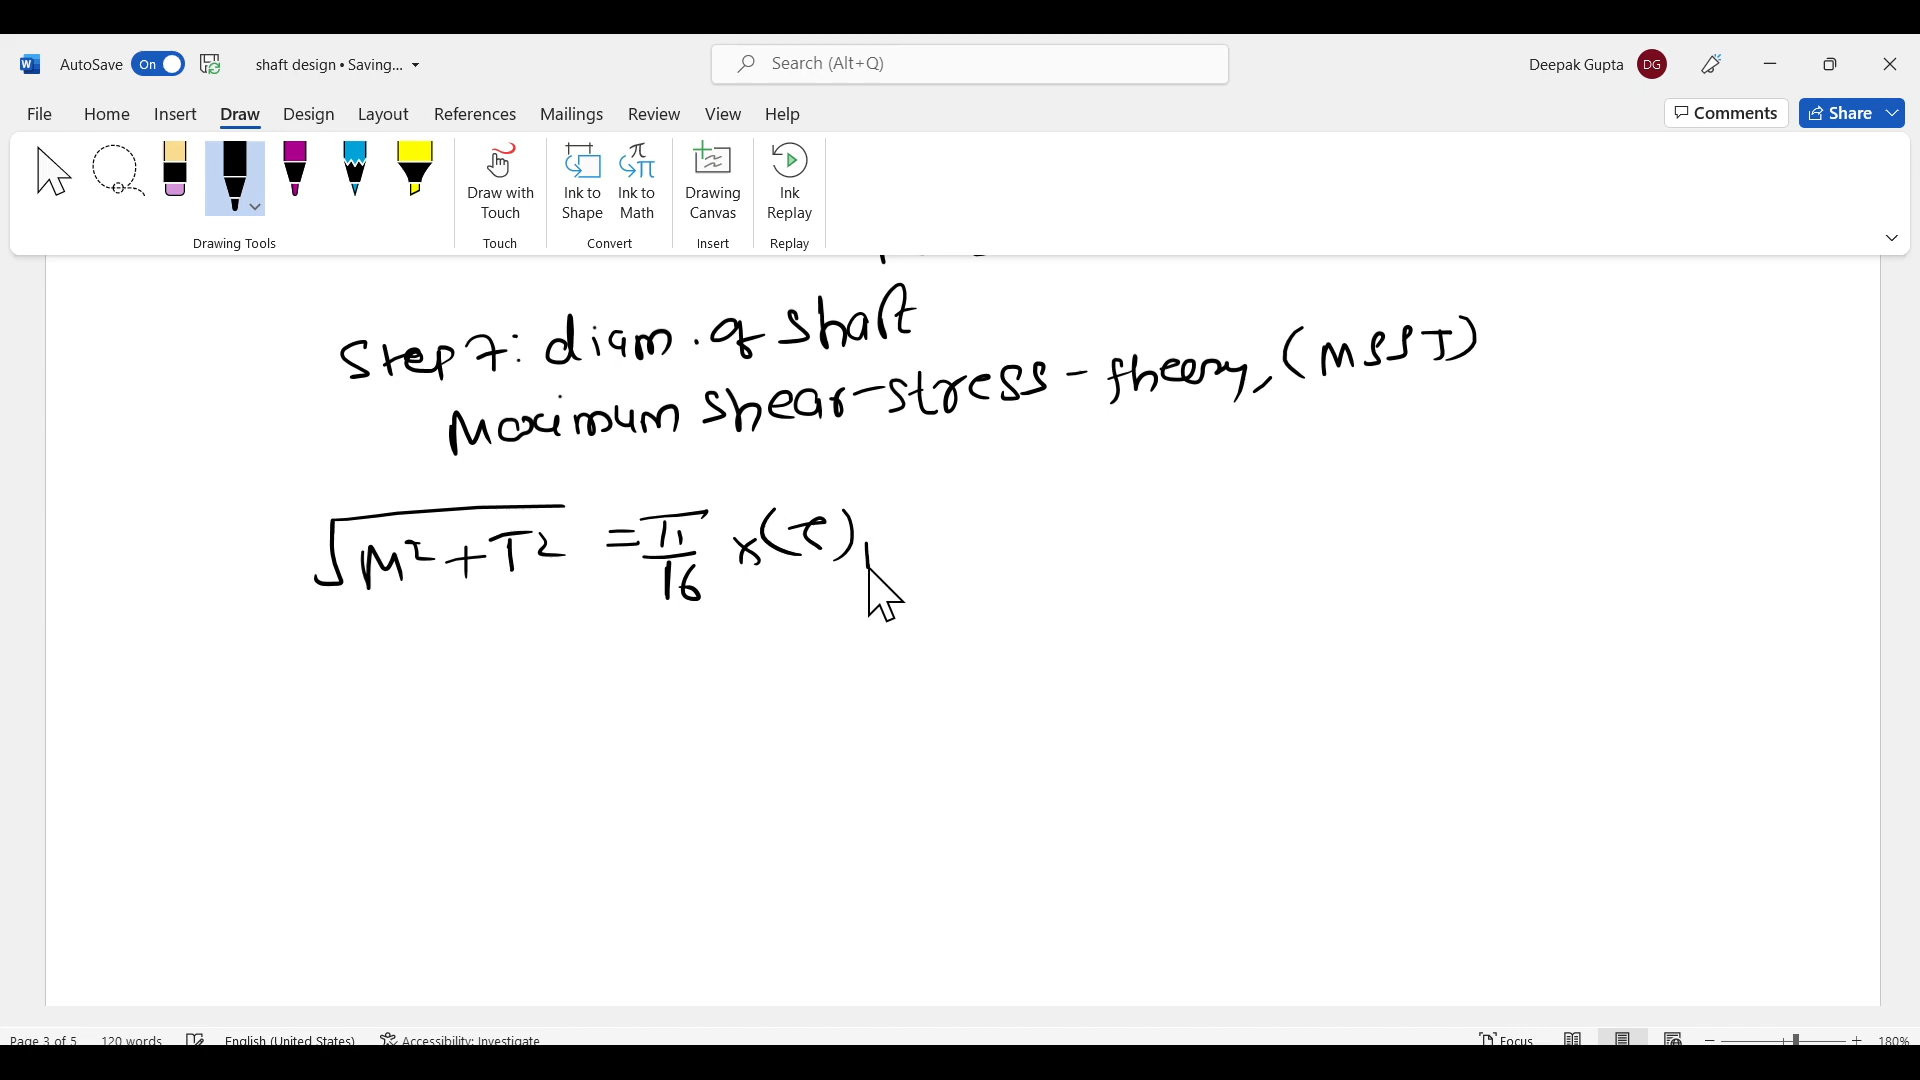 AutoSave On shaft design • Saving... Search (Alt+Q) Deepak Gupta DG
File Home Insert Draw Design Layout References Mailings Review View Help Comments Share
Draw with Touch
Ink to Shape
Ink to Math
Drawing Canvas
Ink Replay
Drawing Tools Touch Convert Insert Replay
Step 7: diam. of shaft
Maximum shear-stress-theory, (MSST)
√M²+T² = π/16 x (τ)
Page 3 of 5 120 words English (United States) Accessibility: Investigate Focus 180%